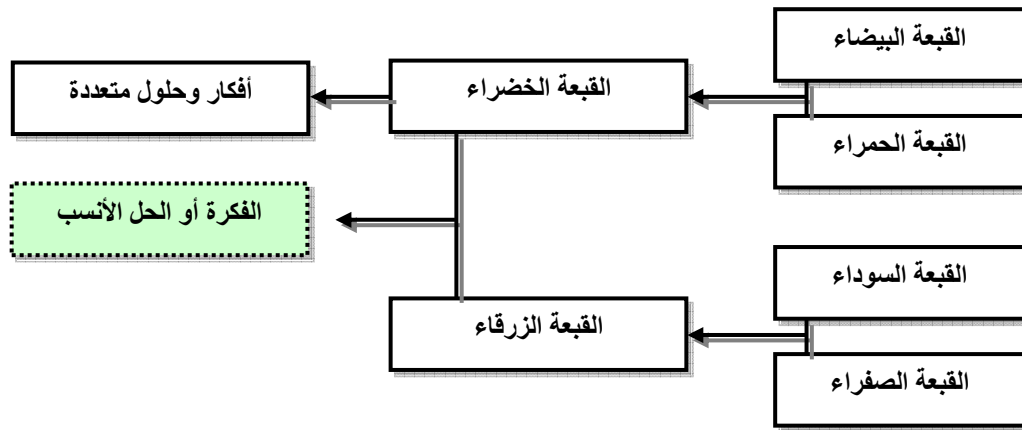 القبعة البيضاء
القبعة الخضراء
أفكار وحلول متعددة
القبعة الحمراء
الفكرة أو الحل الأنسب
القبعة السوداء
القبعة الزرقاء
القبعة الصفراء